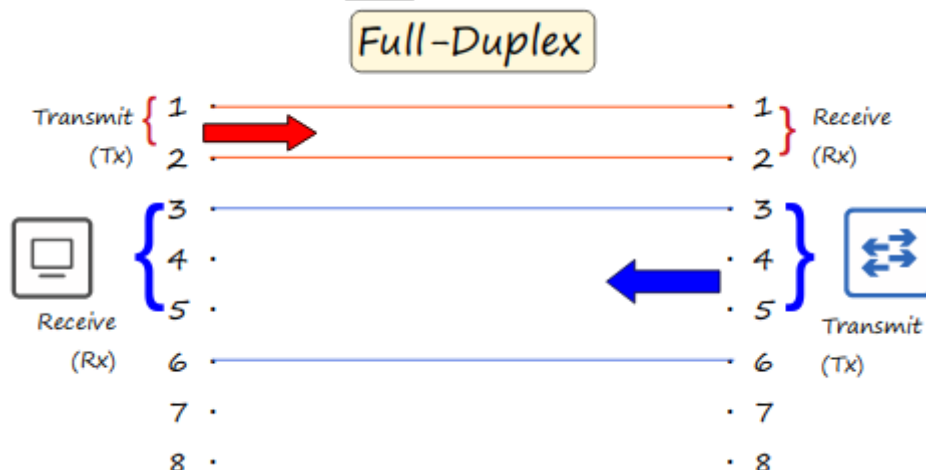 Full-Duplex
Transmit
(Tx)
1
2
3
4
5
6
7
8
Receive
(Rx)
1
2
3
4
5
6
7
8
Receive
(Rx)
Transmit
(Tx)